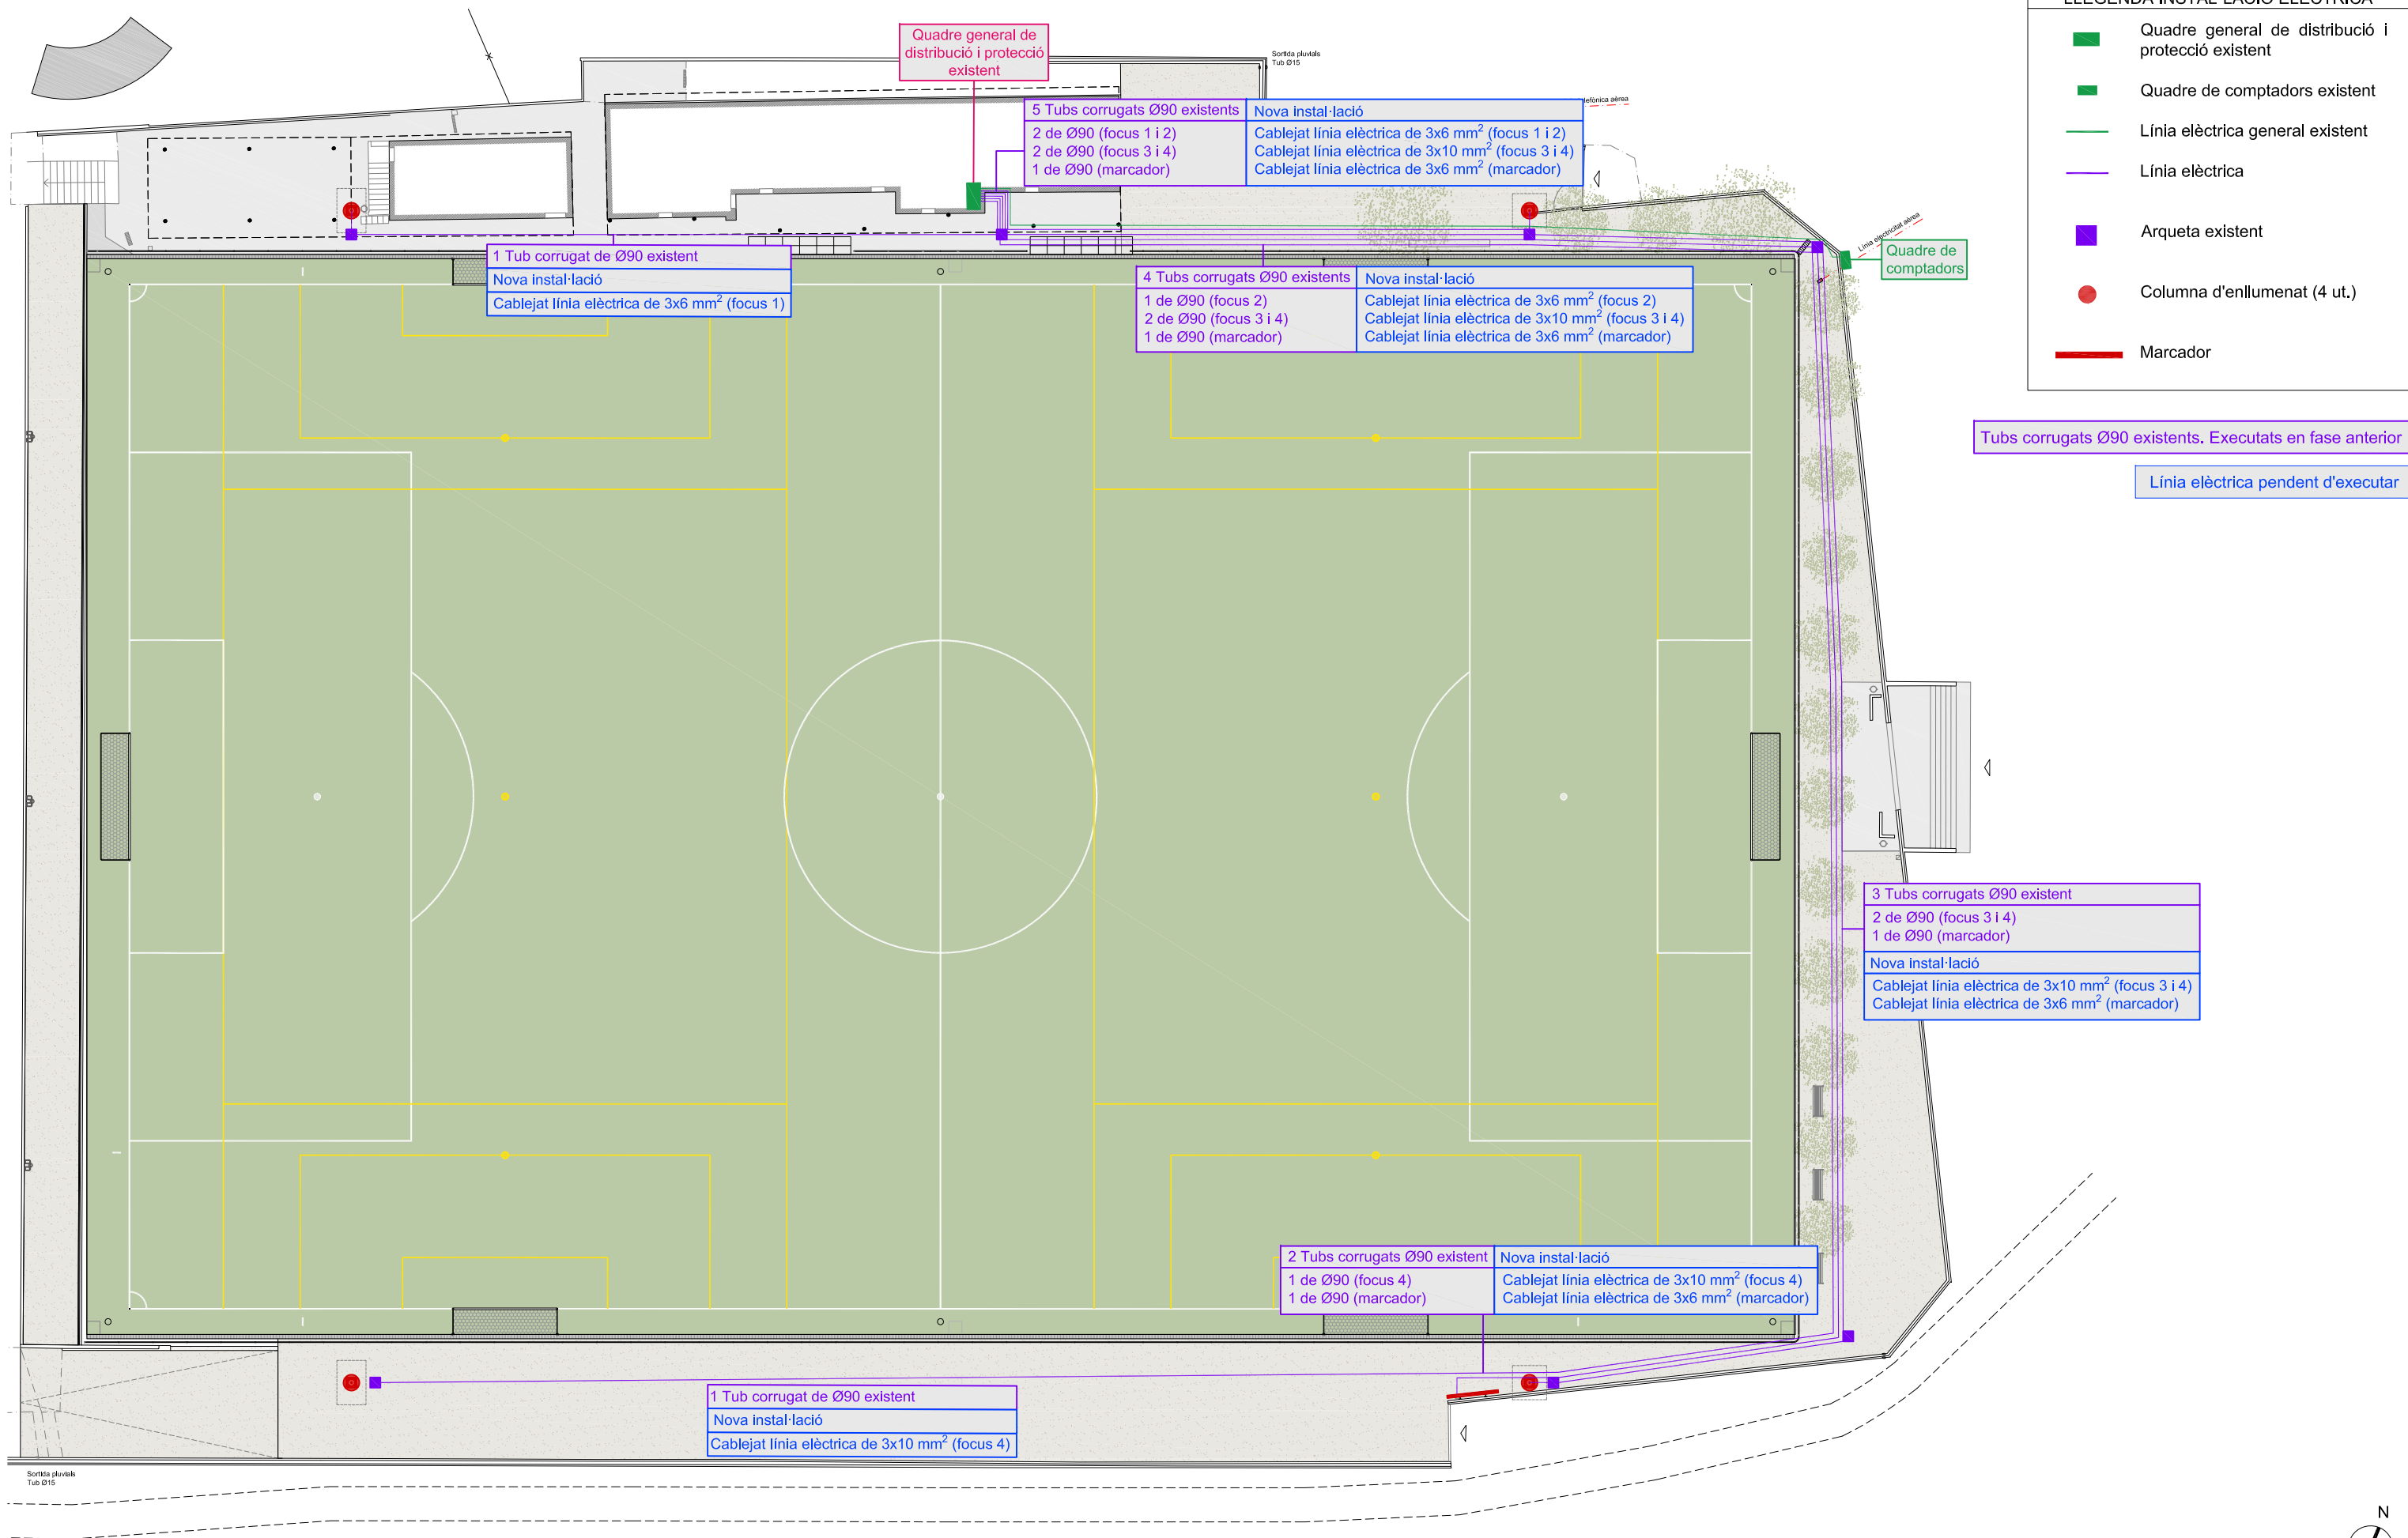 LLEGENDA INSTAL·LACIÓ ELÈCTRICA
Quadre general de distribució i
protecció existent
Quadre de comptadors existent
Línia elèctrica general existent
Línia elèctrica
Arqueta existent
Columna d'enllumenat (4 ut.)
Marcador
Tubs corrugats Ø90 existents. Executats en fase anterior
Línia elèctrica pendent d'executar
Quadre general de
distribució i protecció
existent
Sortida pluvials
Tub Ø15
5 Tubs corrugats Ø90 existents
2 de Ø90 (focus 1 i 2)
2 de Ø90 (focus 3 i 4)
1 de Ø90 (marcador)
Nova instal·lació
Cablejat línia elèctrica de 3x6 mm² (focus 1 i 2)
Cablejat línia elèctrica de 3x10 mm² (focus 3 i 4)
Cablejat línia elèctrica de 3x6 mm² (marcador)
lefònica aèrea
Línia electricitat aèrea
Quadre de
comptadors
1 Tub corrugat de Ø90 existent
Nova instal·lació
Cablejat línia elèctrica de 3x6 mm² (focus 1)
4 Tubs corrugats Ø90 existents
1 de Ø90 (focus 2)
2 de Ø90 (focus 3 i 4)
1 de Ø90 (marcador)
Nova instal·lació
Cablejat línia elèctrica de 3x6 mm² (focus 2)
Cablejat línia elèctrica de 3x10 mm² (focus 3 i 4)
Cablejat línia elèctrica de 3x6 mm² (marcador)
3 Tubs corrugats Ø90 existent
2 de Ø90 (focus 3 i 4)
1 de Ø90 (marcador)
Nova instal·lació
Cablejat línia elèctrica de 3x10 mm² (focus 3 i 4)
Cablejat línia elèctrica de 3x6 mm² (marcador)
2 Tubs corrugats Ø90 existent
1 de Ø90 (focus 4)
1 de Ø90 (marcador)
Nova instal·lació
Cablejat línia elèctrica de 3x10 mm² (focus 4)
Cablejat línia elèctrica de 3x6 mm² (marcador)
1 Tub corrugat de Ø90 existent
Nova instal·lació
Cablejat línia elèctrica de 3x10 mm² (focus 4)
Sortida pluvials
Tub Ø15
N